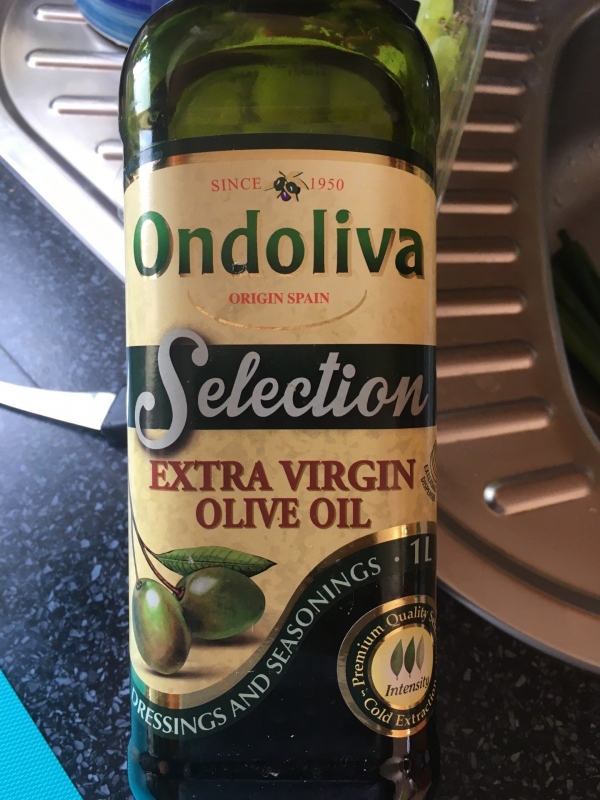 SINCE 1950
Ondoliva
ORIGIN SPAIN
Selection
EXTRA VIRGIN
OLIVE OIL
DRESSINGS AND SEASONINGS · 1L
Premium Quality
Intensity
Cold Extraction